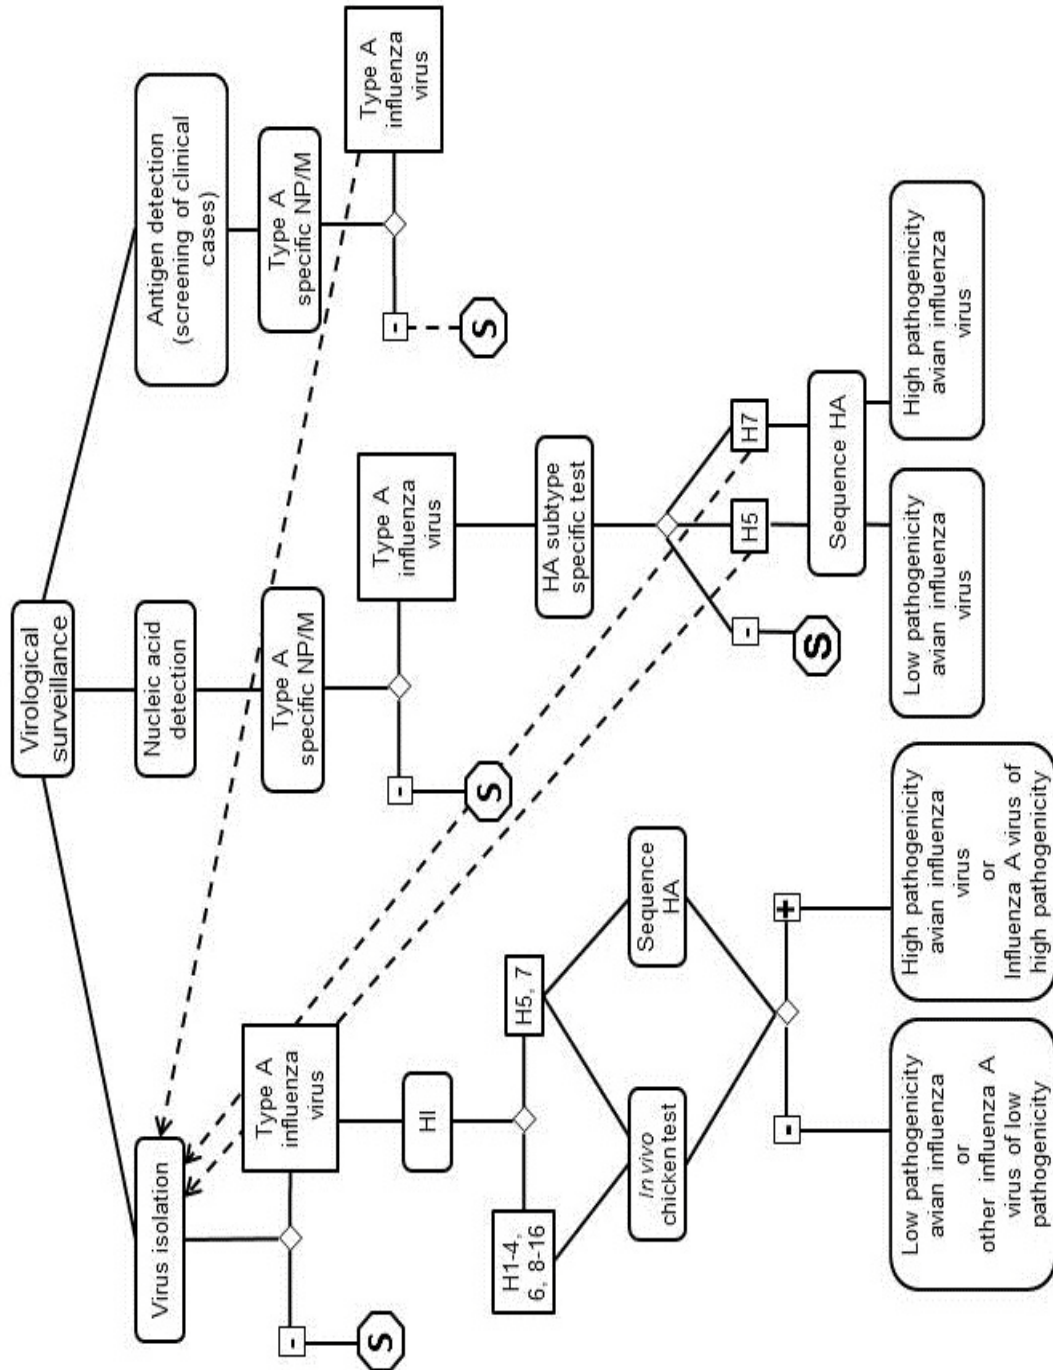 Virological
surveillance
Virus isolation
Nucleic acid
detection
Antigen detection
(screening of clinical
cases)
Type A
influenza
virus
-
S
HI
H1-4,
6, 8-16
H5, 7
In vivo
chicken test
Sequence
HA
-
+
Low pathogenicity
avian influenza
or
other influenza A
virus of low
pathogenicity
High pathogenicity
avian influenza
virus
or
Influenza A virus of
high pathogenicity
Type A
specific NP/M
-
S
Type A
influenza
virus
HA subtype
specific test
-
S
H5
H7
Sequence HA
Low pathogenicity
avian influenza
virus
High pathogenicity
avian influenza
virus
Type A
specific NP/M
-
S
Type A
influenza
virus